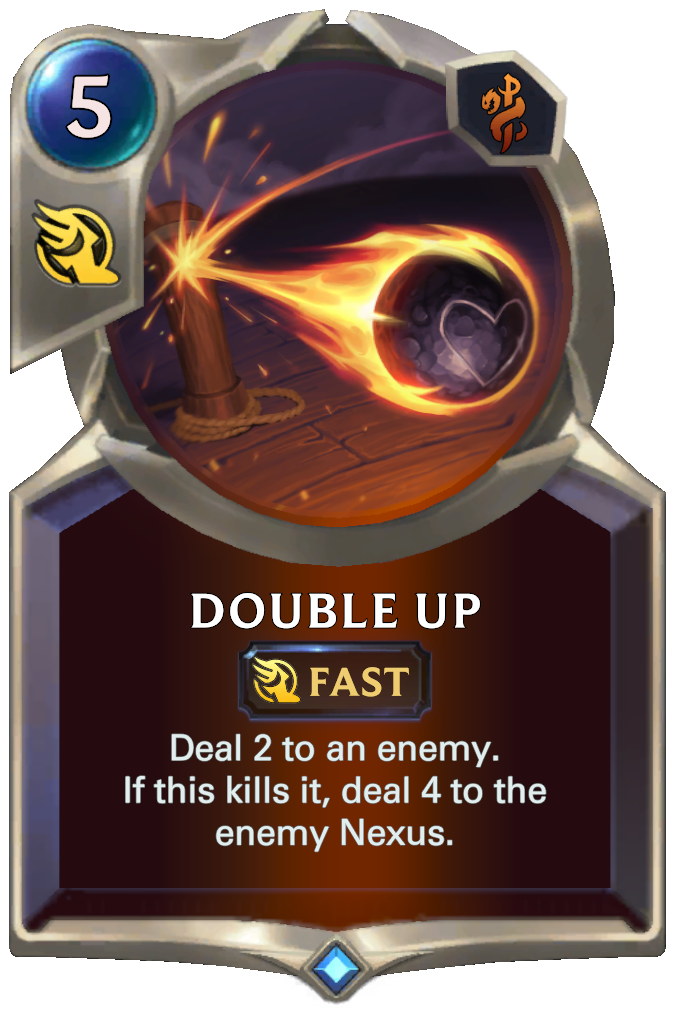 5
DOUBLE UP
FAST
Deal 2 to an enemy.
If this kills it, deal 4 to the
enemy Nexus.